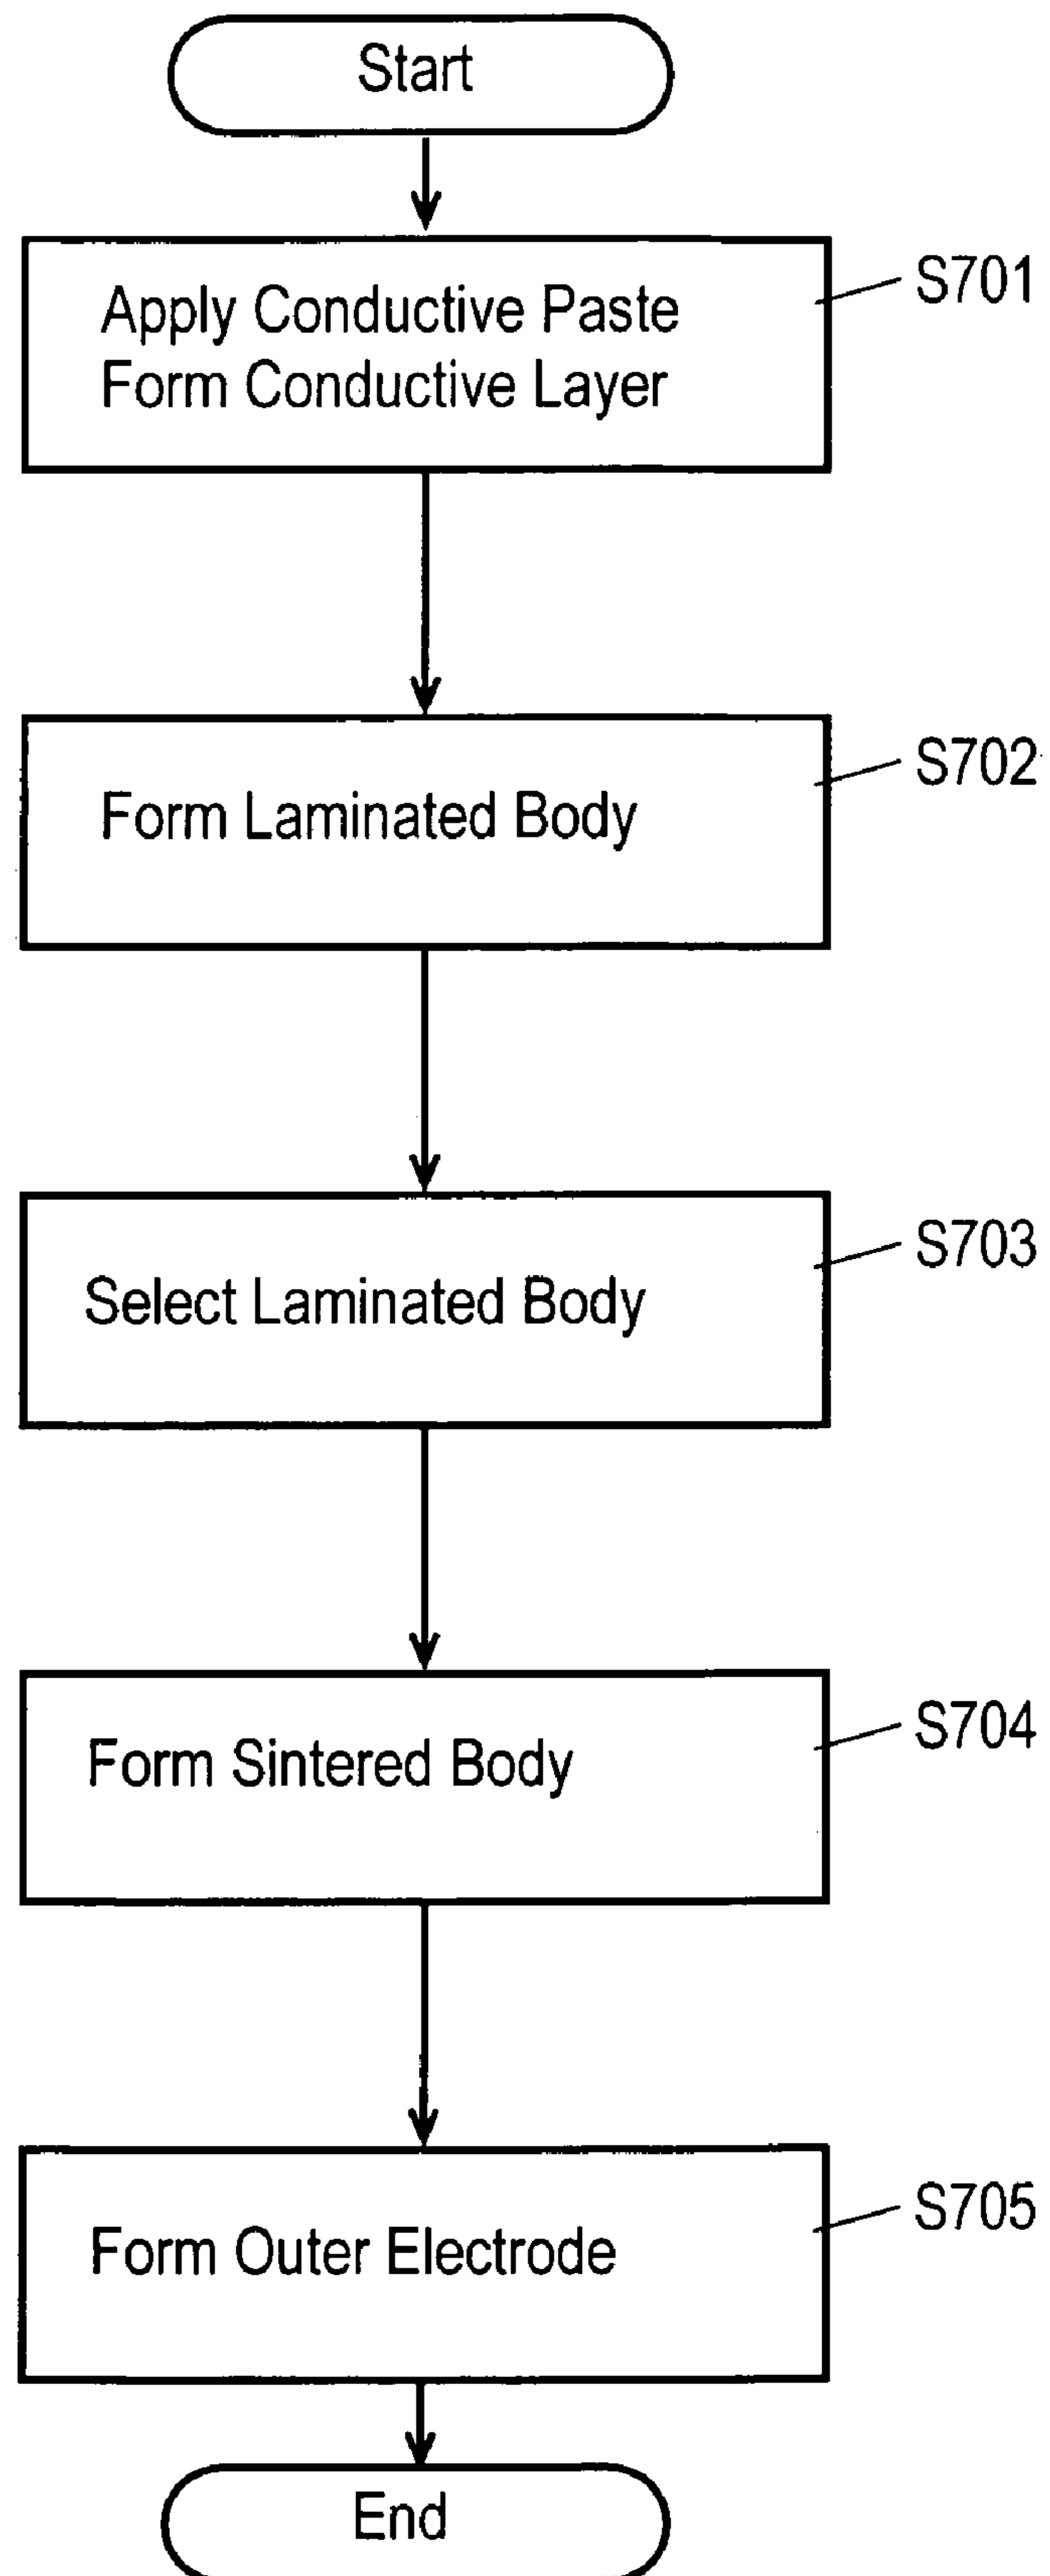 Start
Apply Conductive Paste
Form Conductive Layer
S701
Form Laminated Body
S702
Select Laminated Body
S703
Form Sintered Body
S704
Form Outer Electrode
S705
End